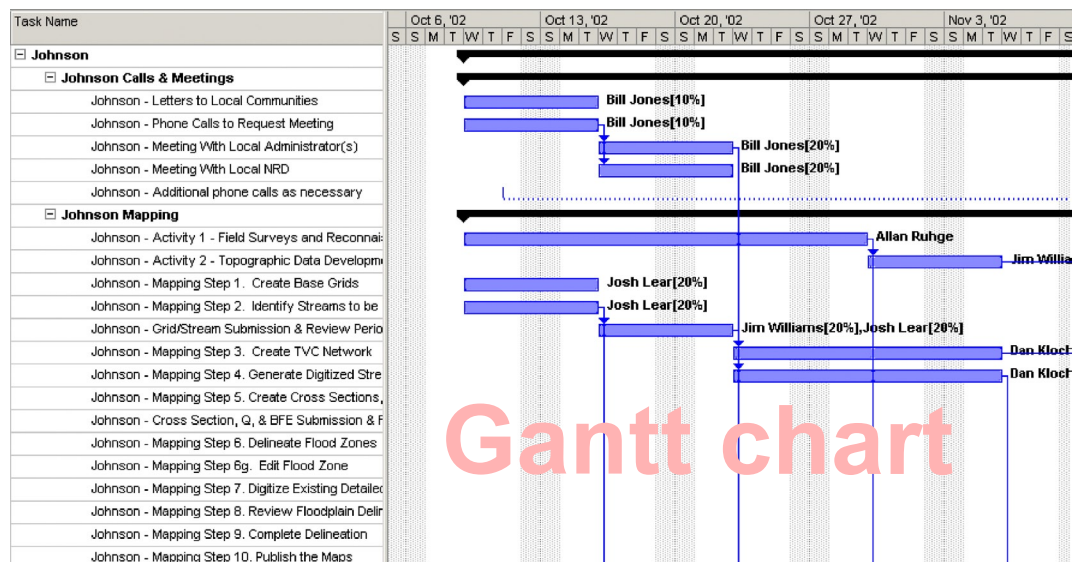 Task Name
Oct 6, '02 Oct 13, '02 Oct 20, '02 Oct 27, '02 Nov 3, '02
S S M T W T F S S M T W T F S S M T W T F S S M T W T F S S M T W T F S
Johnson
Johnson Calls & Meetings
Johnson - Letters to Local Communities Bill Jones[10%]
Johnson - Phone Calls to Request Meeting Bill Jones[10%]
Johnson - Meeting With Local Administrator(s) Bill Jones[20%]
Johnson - Meeting With Local NRD Bill Jones[20%]
Johnson - Additional phone calls as necessary
Johnson Mapping
Johnson - Activity 1 - Field Surveys and Reconnai Allan Ruhge
Johnson - Activity 2 - Topographic Data Developm Jim Willia
Johnson - Mapping Step 1. Create Base Grids Josh Lear[20%]
Johnson - Mapping Step 2. Identify Streams to be Josh Lear[20%]
Johnson - Grid/Stream Submission & Review Perio Jim Williams[20%],Josh Lear[20%]
Johnson - Mapping Step 3. Create TVC Network Dan Kloch
Johnson - Mapping Step 4. Generate Digitized Stre Dan Kloch
Johnson - Mapping Step 5. Create Cross Sections,
Johnson - Cross Section, Q, & BFE Submission & F
Johnson - Mapping Step 6. Delineate Flood Zones
Johnson - Mapping Step 6g. Edit Flood Zone
Johnson - Mapping Step 7. Digitize Existing Detailed
Johnson - Mapping Step 8. Review Floodplain Delin
Johnson - Mapping Step 9. Complete Delineation
Johnson - Mapping Step 10. Publish the Maps
Gantt chart